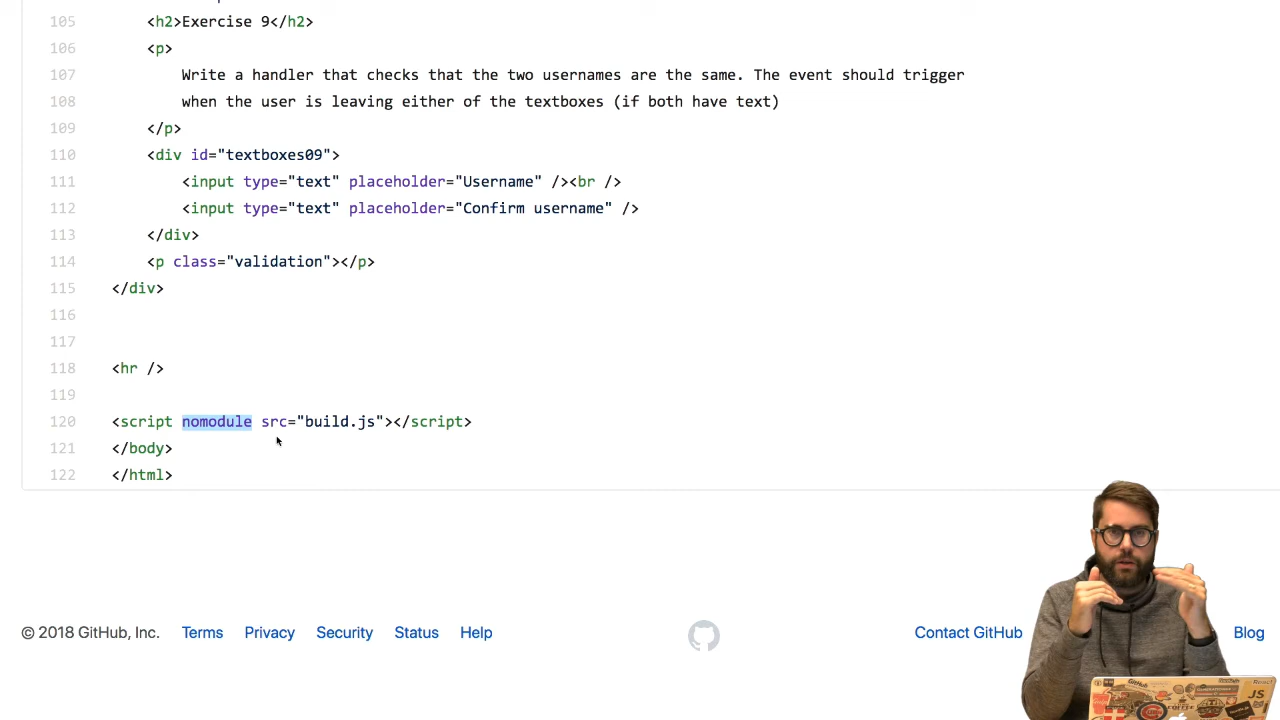 105 <h2>Exercise 9</h2>
106 <p>
107 Write a handler that checks that the two usernames are the same. The event should trigger
108 when the user is leaving either of the textboxes (if both have text)
109 </p>
110 <div id="textboxes09">
111 <input type="text" placeholder="Username" /><br />
112 <input type="text" placeholder="Confirm username" />
113 </div>
114 <p class="validation"></p>
115 </div>
116
117
118 <hr />
119
120 <script nomodule src="build.js"></script>
121 </body>
122 </html>
© 2018 GitHub, Inc. Terms Privacy Security Status Help Contact GitHub Blog
GitHub
JS